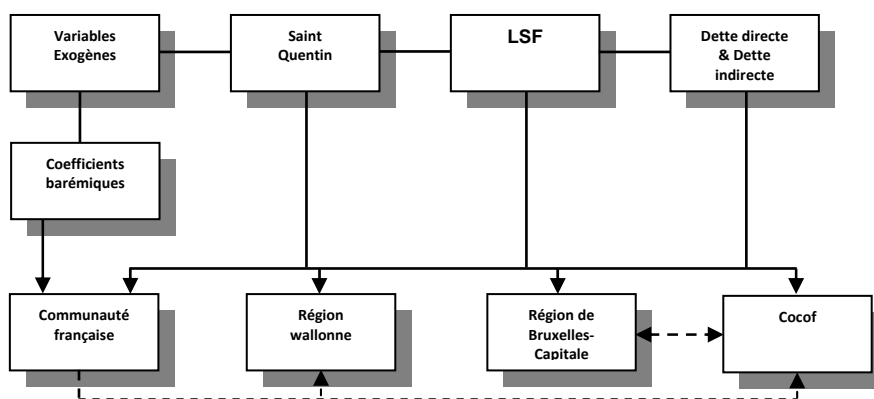 Variables
Exogènes
Saint
Quentin
LSF
Dette directe
& Dette
indirecte
Coefficients
barémiques
Communauté
française
Région
wallonne
Région de
Bruxelles-
Capitale
Cocof